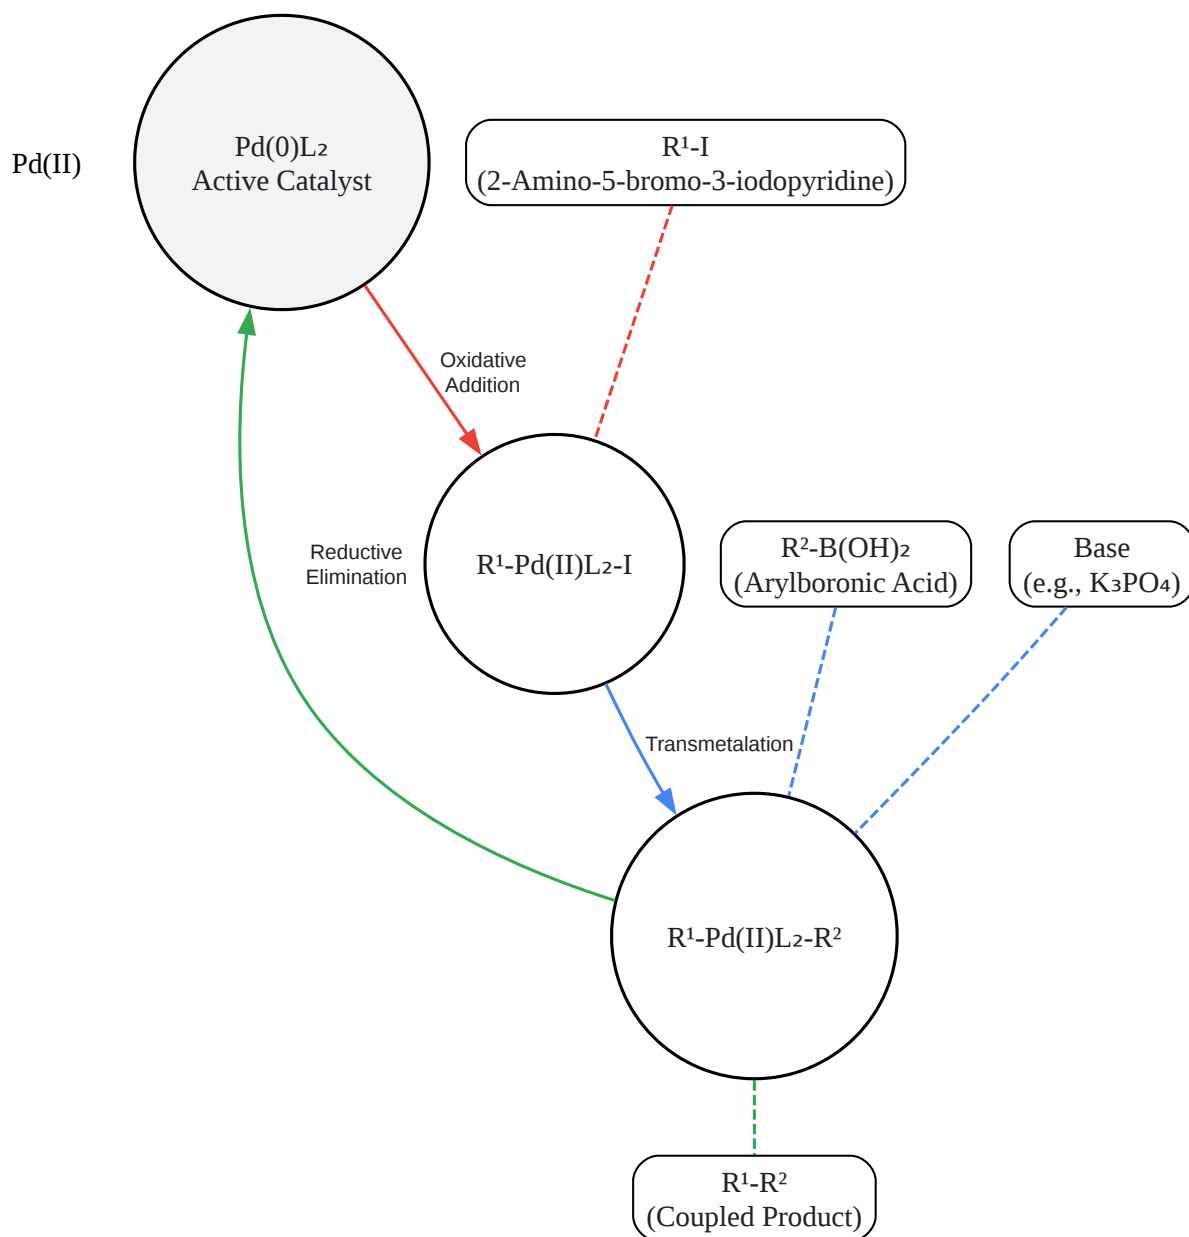 Pd(II)
Pd(0)L₂
Active Catalyst
R¹-I
(2-Amino-5-bromo-3-iodopyridine)
Oxidative
Addition
Reductive
Elimination
R¹-Pd(II)L₂-I
R²-B(OH)₂
(Arylboronic Acid)
Base
(e.g., K₃PO₄)
Transmetalation
R¹-Pd(II)L₂-R²
R¹-R²
(Coupled Product)